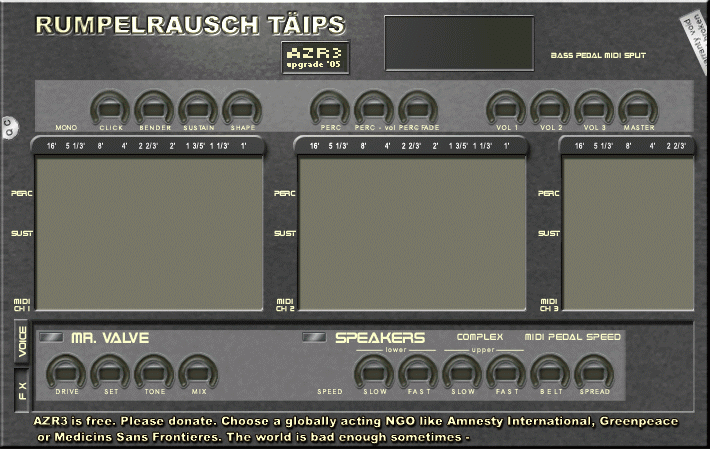 RUMPELRAUSCH TÄIPS
AZR3
upgrade '05
BASS PEDAL MIDI SPLIT
warranty void
broken
QC
MONO CLICK BENDER SUSTAIN SHAPE PERC PERC - vol PERC FADE VOL 1 VOL 2 VOL 3 MASTER
16' 5 1/3' 8' 4' 2 2/3' 2' 1 3/5' 1 1/3' 1'
16' 5 1/3' 8' 4' 2 2/3' 2' 1 3/5' 1 1/3' 1'
16' 5 1/3' 8' 4' 2 2/3'
PERC PERC PERC
SUST SUST SUST
MIDI CH 1
MIDI CH 2
MIDI CH 3
VOICE
FX
MR. VALVE
DRIVE SET TONE MIX
SPEAKERS COMPLEX MIDI PEDAL SPEED
lower upper
SPEED SLOW FAST SLOW FAST BELT SPREAD
AZR3 is free. Please donate. Choose a globally acting NGO like Amnesty International, Greenpeace
or Medicins Sans Frontieres. The world is bad enough sometimes -